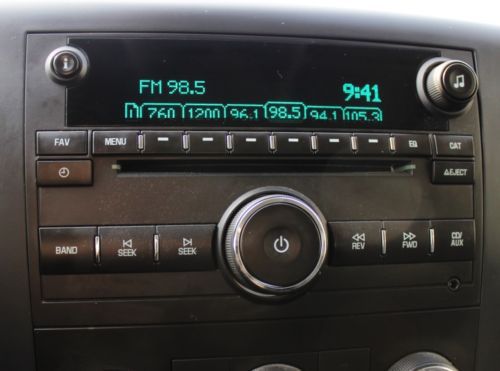 FM 98.5 9:41
760 1200 96.1 98.5 94.1 105.3
FAV MENU EQ CAT
EJECT
BAND SEEK SEEK REV FWD CD/
AUX